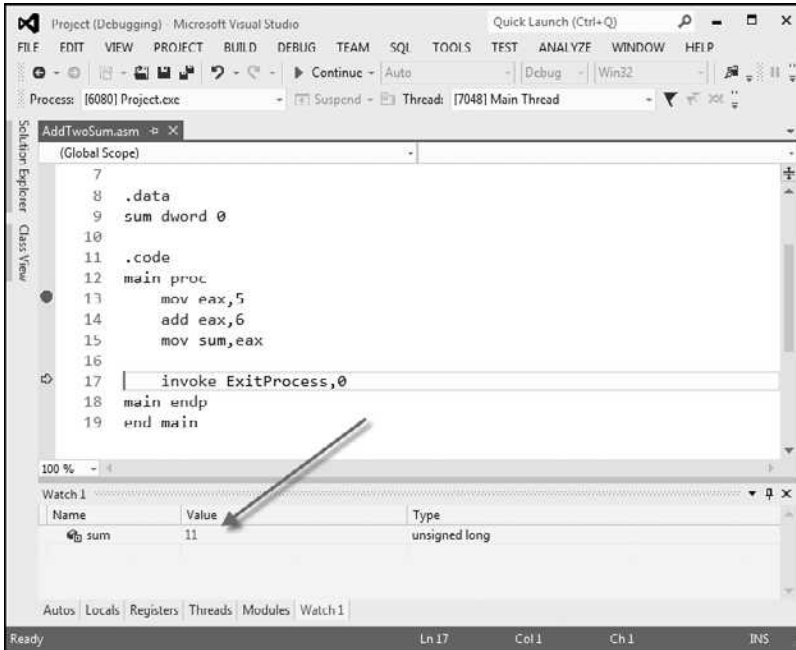 Project (Debugging) - Microsoft Visual Studio
Quick Launch (Ctrl+Q)
FILE EDIT VIEW PROJECT BUILD DEBUG TEAM SQL TOOLS TEST ANALYZE WINDOW HELP
Continue Auto Debug Win32
Process: [6080] Project.exe Suspend Thread: [7048] Main Thread
Solution Explorer
Class View
AddTwoSum.asm
(Global Scope)
7
8 .data
9 sum dword 0
10
11 .code
12 main proc
13 mov eax,5
14 add eax,6
15 mov sum,eax
16
17 invoke ExitProcess,0
18 main endp
19 end main
100 %
Watch 1
Name Value Type
sum 11 unsigned long
Autos Locals Registers Threads Modules Watch 1
Ready Ln 17 Col 1 Ch 1 INS